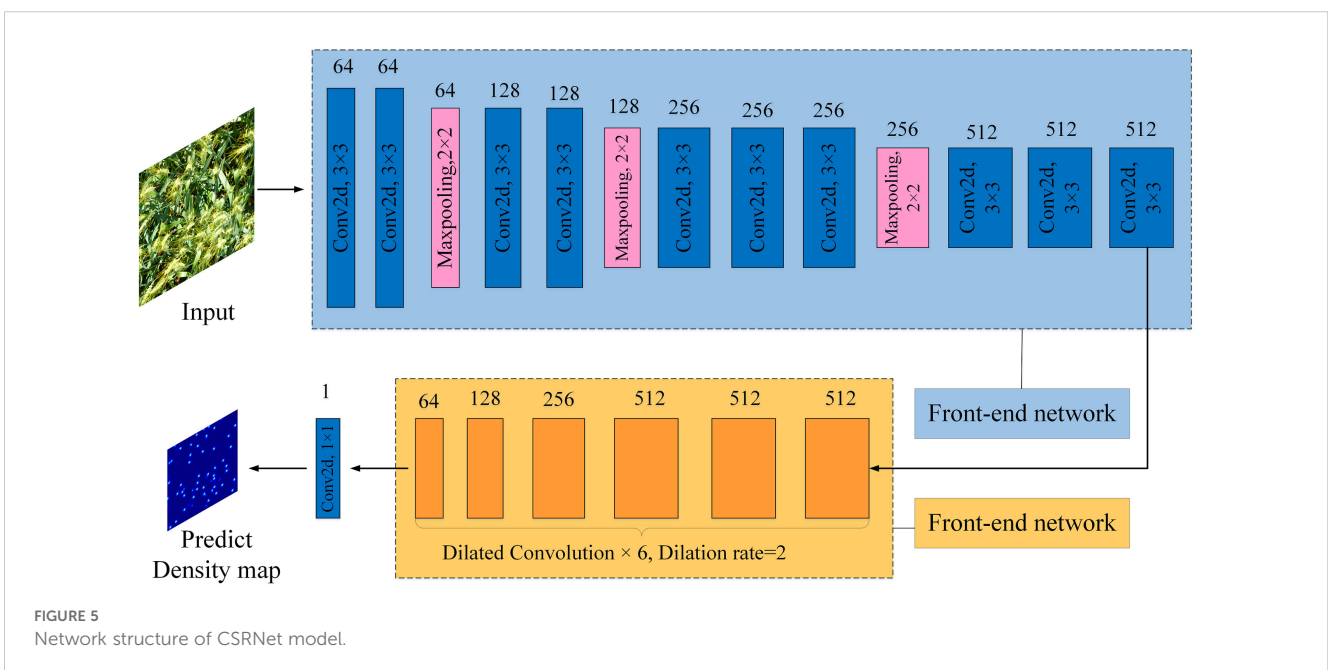 64 64
64 128 128
128 256 256 256
256 512 512 512
Conv2d, 3×3
Conv2d, 3×3
Maxpooling,2×2
Conv2d, 3×3
Conv2d, 3×3
Maxpooling, 2×2
Conv2d, 3×3
Conv2d, 3×3
Conv2d, 3×3
Maxpooling,
2×2
Conv2d,
3×3
Conv2d,
3×3
Conv2d,
3×3
Input
Front-end network
1
64 128 256 512 512 512
Conv2d, 1×1
Dilated Convolution × 6, Dilation rate=2
Front-end network
Predict
Density map
FIGURE 5
Network structure of CSRNet model.